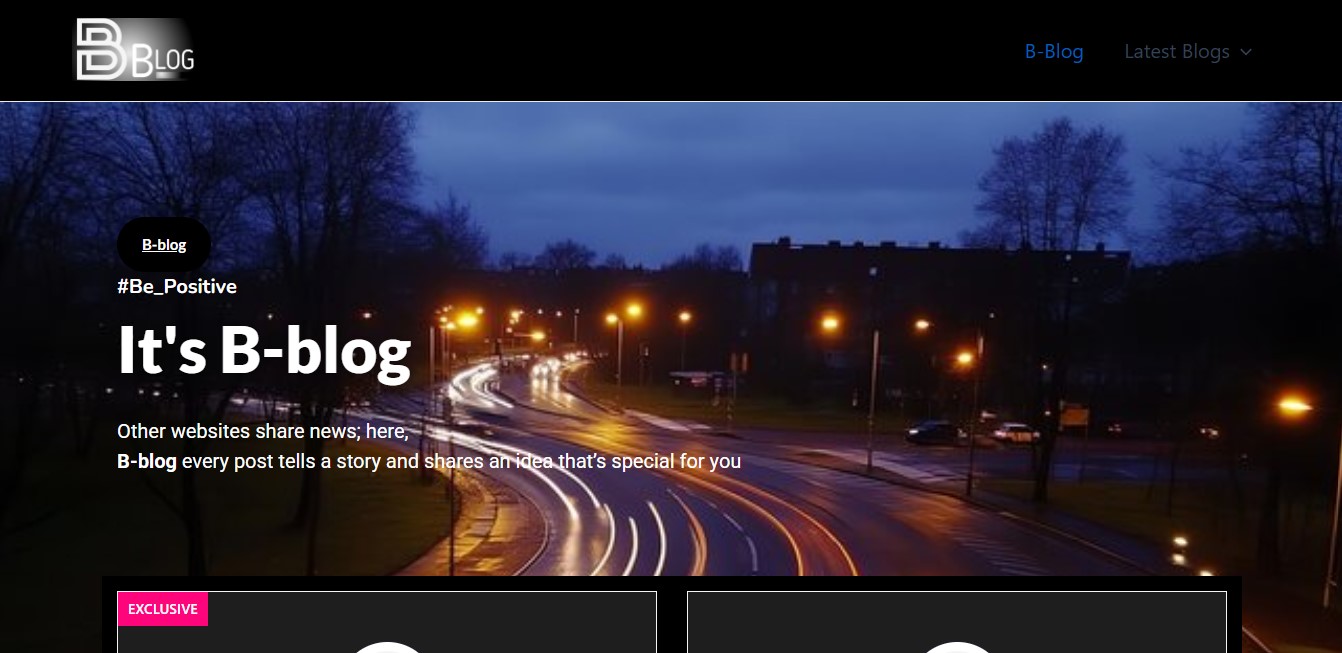 B BLOG
B-Blog
Latest Blogs
B-blog
#Be_Positive
It's B-blog
Other websites share news; here,
B-blog every post tells a story and shares an idea that’s special for you
EXCLUSIVE